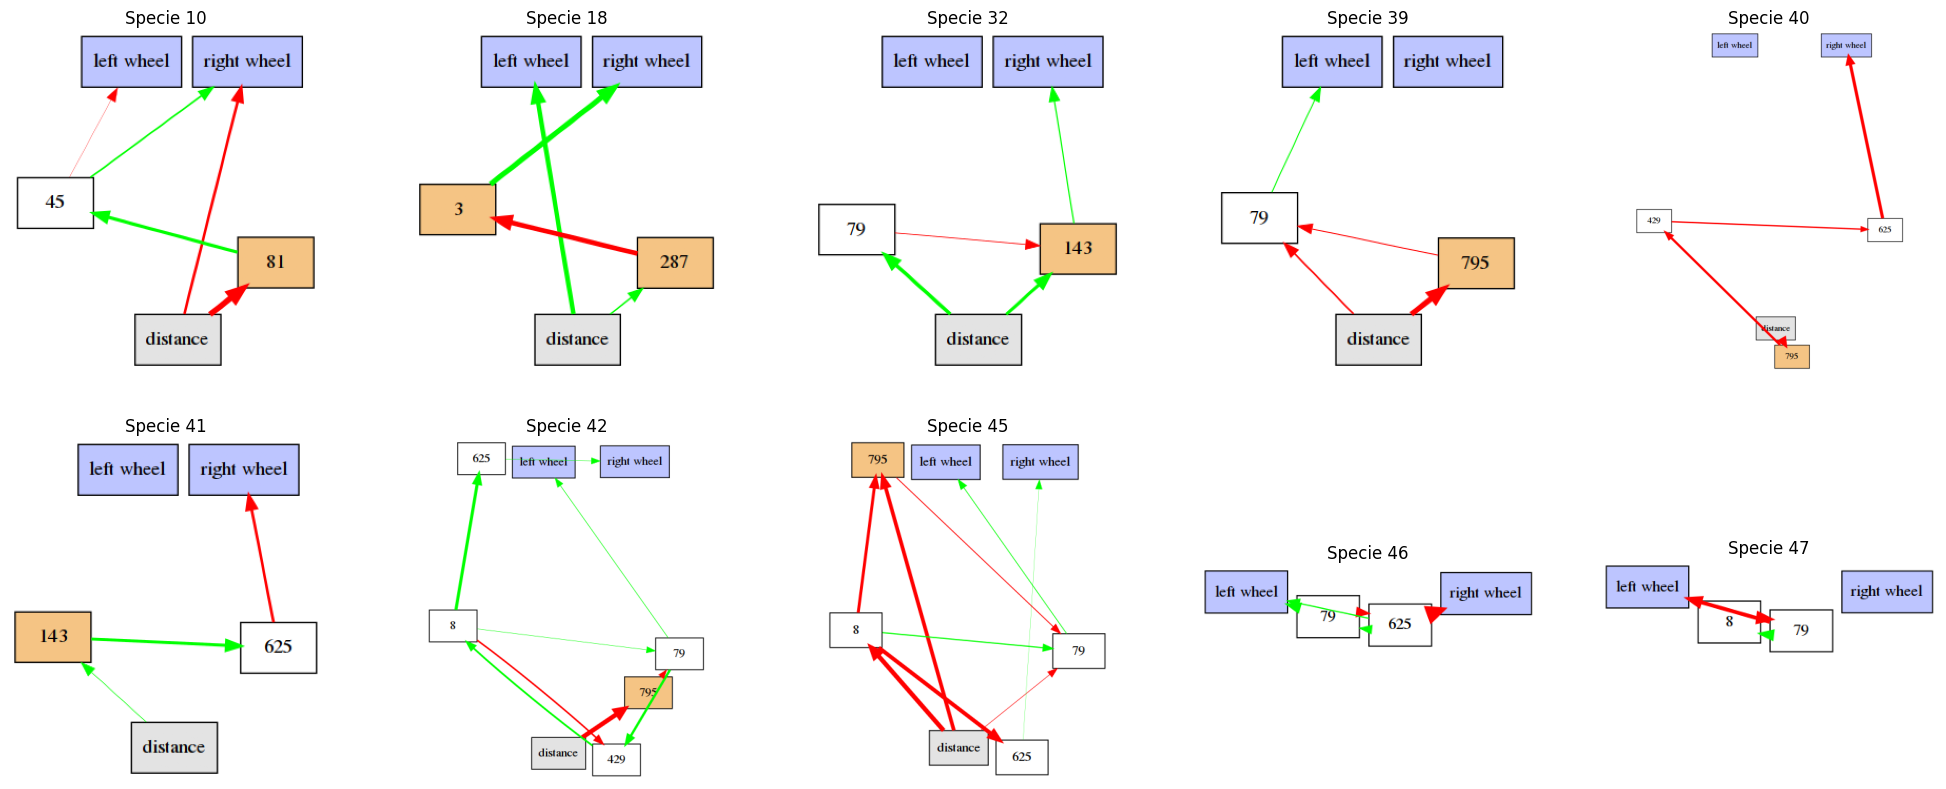 Specie 10
left wheel
right wheel
45
81
distance
Specie 18
left wheel
right wheel
3
287
distance
Specie 32
left wheel
right wheel
79
143
distance
Specie 39
left wheel
right wheel
79
795
distance
Specie 40
left wheel
right wheel
429
625
distance
795
Specie 41
left wheel
right wheel
143
625
distance
Specie 42
625
left wheel
right wheel
8
79
795
distance
429
Specie 45
795
left wheel
right wheel
8
79
distance
625
Specie 46
left wheel
right wheel
79
625
Specie 47
left wheel
right wheel
8
79